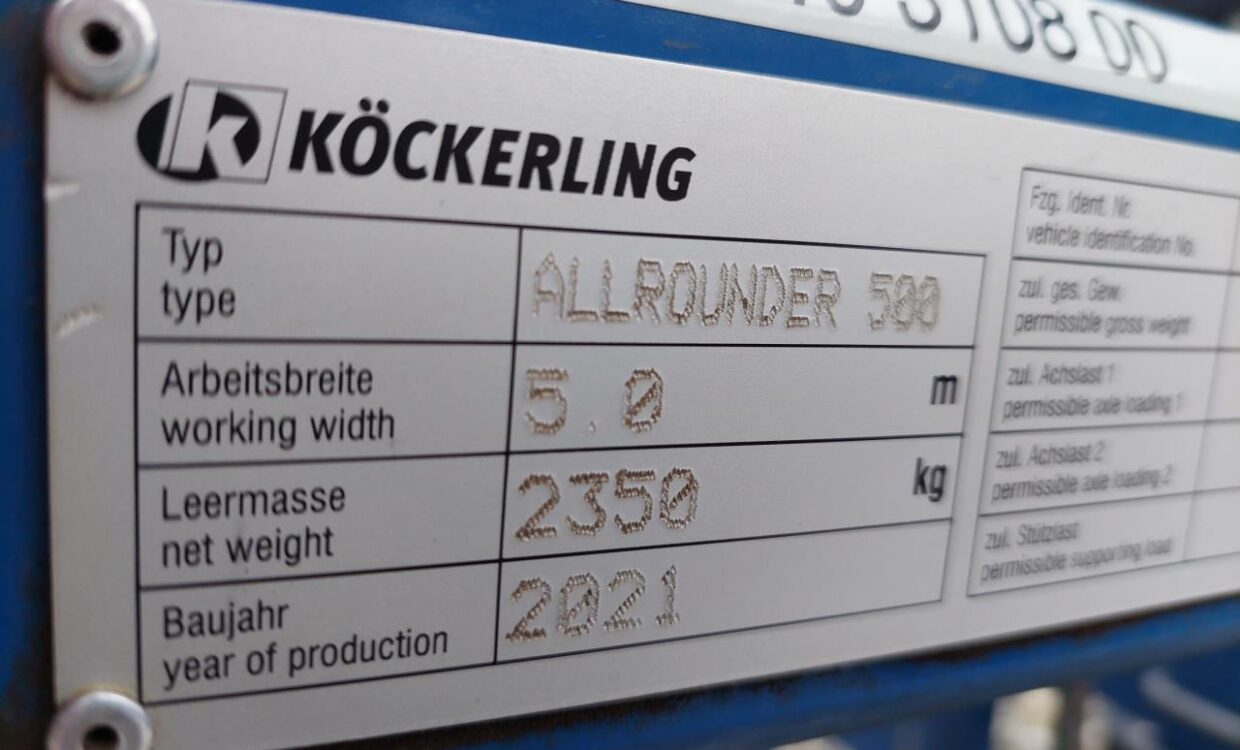 3108 00
KÖCKERLING
Typ
type
ALLROUNDER 500
Arbeitsbreite
working width
5.0 m
Leermasse
net weight
2350 kg
Baujahr
year of production
2021
Fzg. Ident. Nr.
vehicle identification No.
zul. ges. Gew.
permissible gross weight
zul. Achslast 1
permissible axle loading 1
zul. Achslast 2
permissible axle loading 2
zul. Stützlast
permissible supporting load